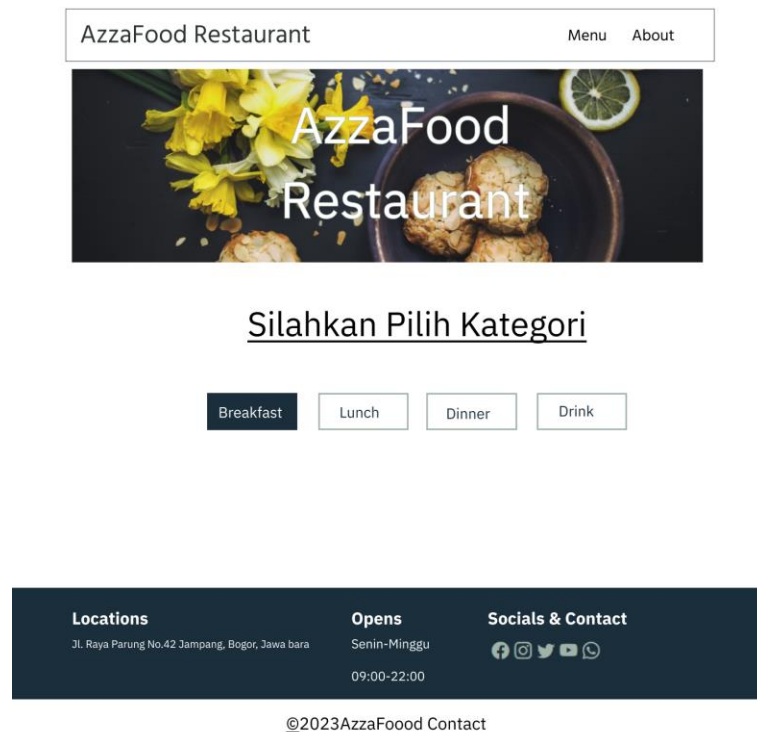 AzzaFood Restaurant
Menu
About
AzzaFood
Restaurant
Silahkan Pilih Kategori
Breakfast
Lunch
Dinner
Drink
Locations
Jl. Raya Parung No.42 Jampang, Bogor, Jawa bara
Opens
Senin-Minggu
09:00-22:00
Socials & Contact
©2023AzzaFoood Contact